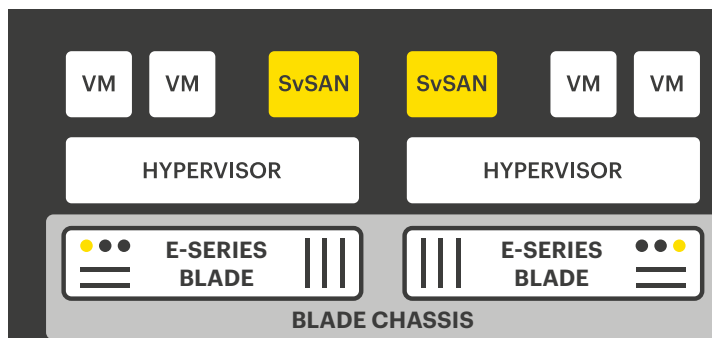 VM VM SvSAN SvSAN VM VM
HYPERVISOR HYPERVISOR
E-SERIES E-SERIES
BLADE BLADE
BLADE CHASSIS